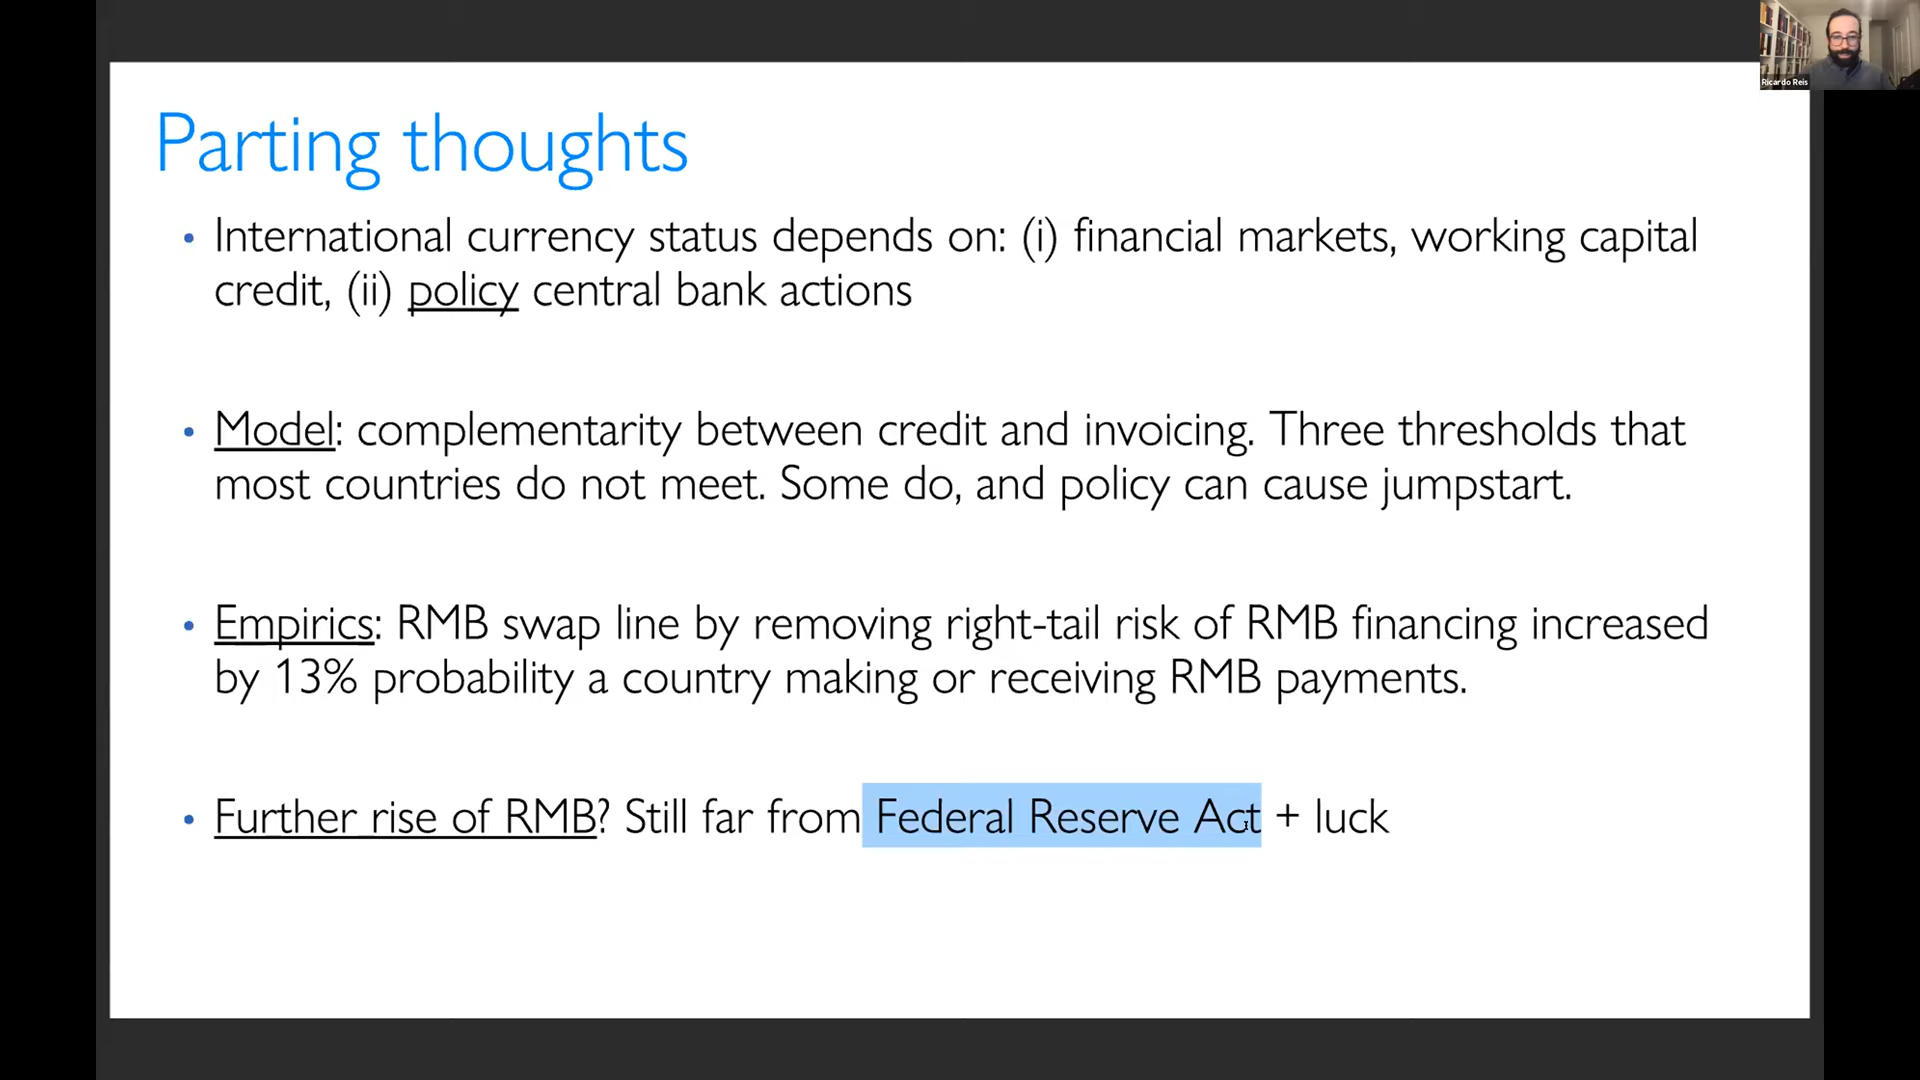 Ricardo Reis
Parting thoughts
• International currency status depends on: (i) financial markets, working capital
credit, (ii) policy central bank actions
• Model: complementarity between credit and invoicing. Three thresholds that
most countries do not meet. Some do, and policy can cause jumpstart.
• Empirics: RMB swap line by removing right-tail risk of RMB financing increased
by 13% probability a country making or receiving RMB payments.
• Further rise of RMB? Still far from Federal Reserve Act + luck